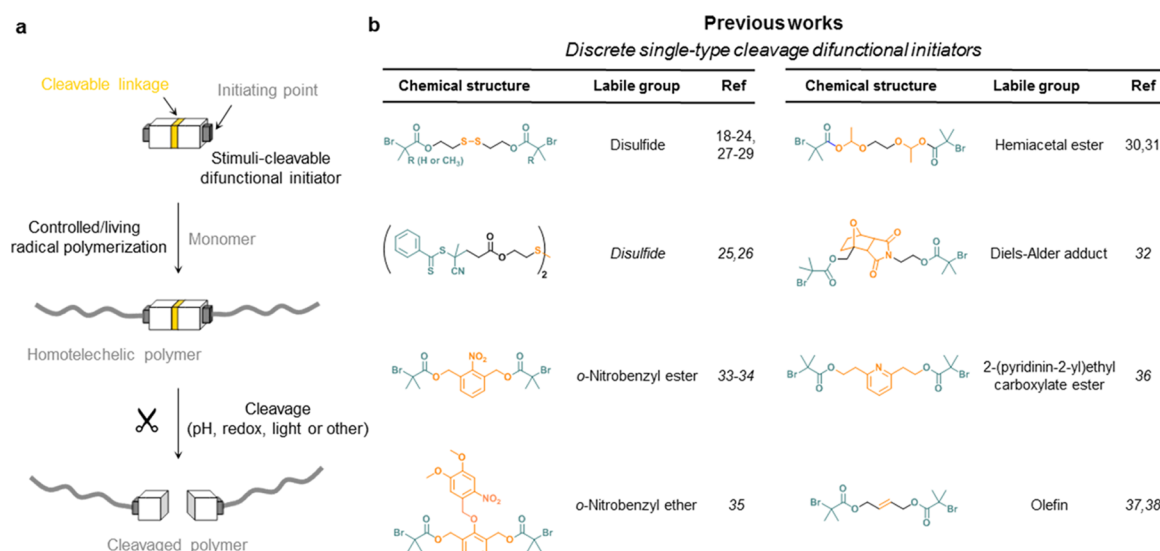 a
Cleavable linkage
Initiating point
Stimuli-cleavable
difunctional initiator
Controlled/living
radical polymerization
Monomer
Homotelechelic polymer
Cleavage
(pH, redox, light or other)
Cleavaged polymer
b
Previous works
Discrete single-type cleavage difunctional initiators
Chemical structure Labile group Ref
Br O O S-S O O Br
R (H or CH₃) R
Disulfide
18-24,
27-29
S S CN O O S 2
Disulfide
25,26
Br O O NO₂ O O Br
o-Nitrobenzyl ester
33-34
O O NO₂ O Br O O O O Br
o-Nitrobenzyl ether
35
Chemical structure Labile group Ref
Br O O O O O O Br
Hemiacetal ester
30,31
O O N O O O Br O O Br
Diels-Alder adduct
32
Br O O N O O Br
2-(pyridinin-2-yl)ethyl
carboxylate ester
36
Br O O O O Br
Olefin
37,38